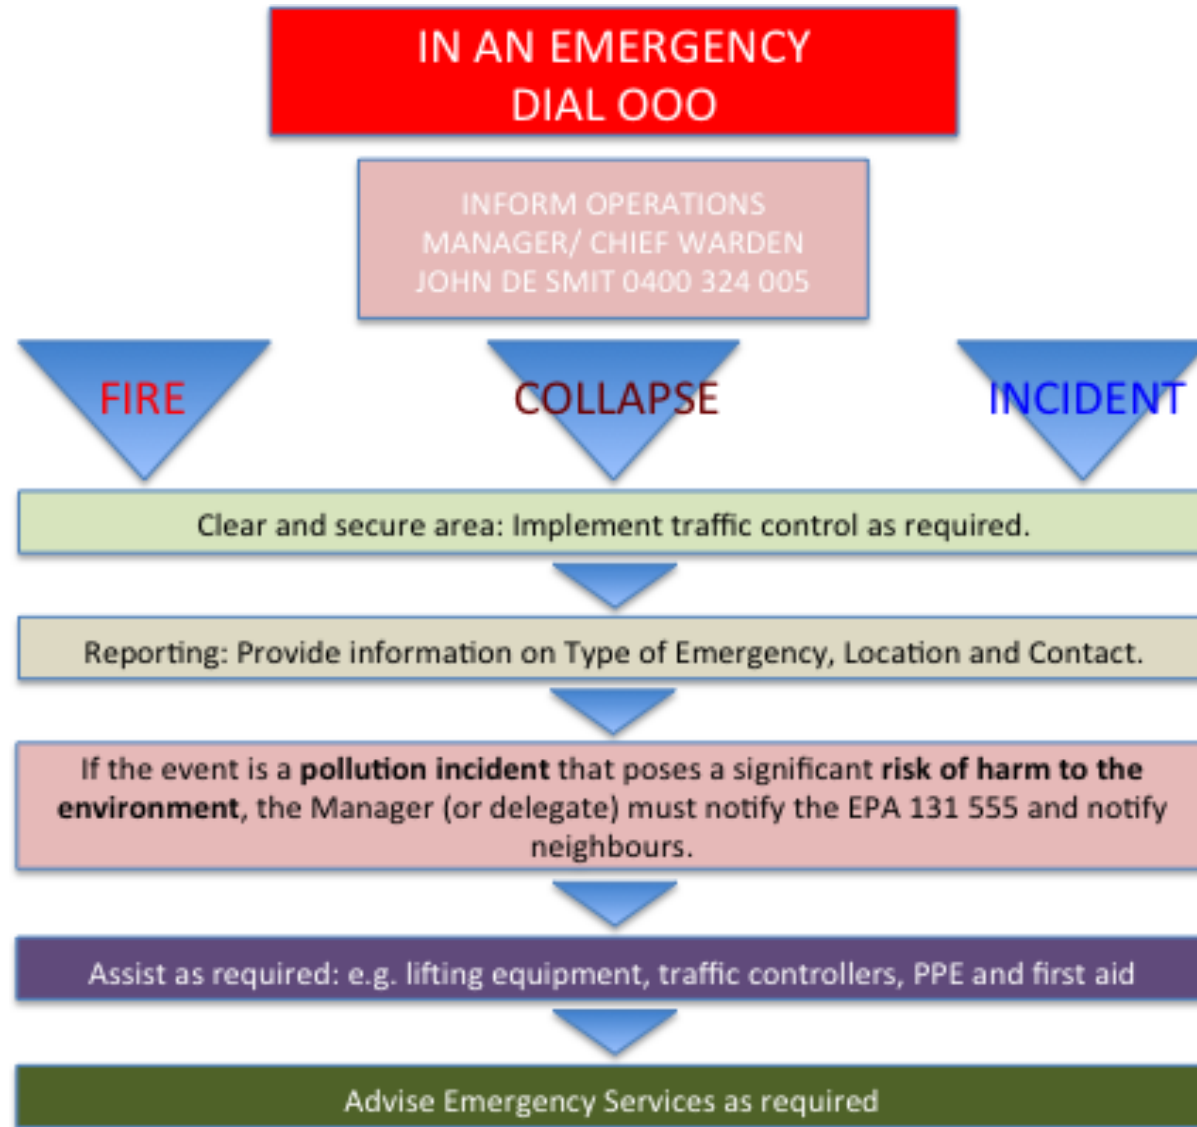 IN AN EMERGENCY
DIAL OOO
INFORM OPERATIONS
MANAGER/ CHIEF WARDEN
JOHN DE SMIT 0400 324 005
FIRE
COLLAPSE
INCIDENT
Clear and secure area: Implement traffic control as required.
Reporting: Provide information on Type of Emergency, Location and Contact.
If the event is a pollution incident that poses a significant risk of harm to the
environment, the Manager (or delegate) must notify the EPA 131 555 and notify
neighbours.
Assist as required: e.g. lifting equipment, traffic controllers, PPE and first aid
Advise Emergency Services as required